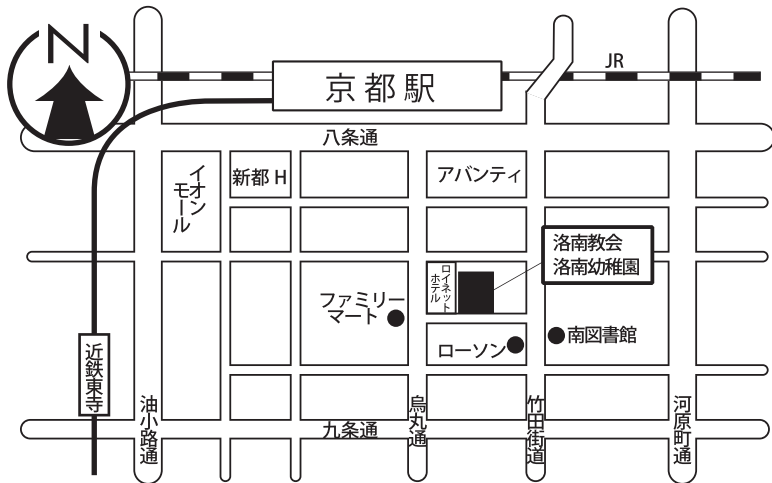 N
JR
京都駅
八条通
イオン
モール
新都 H
アバンティ
洛南教会
洛南幼稚園
ロイネット
ホテル
ファミリー
マート
ローソン
南図書館
近鉄東寺
油小路通
九条通
烏丸通
竹田街道
河原町通